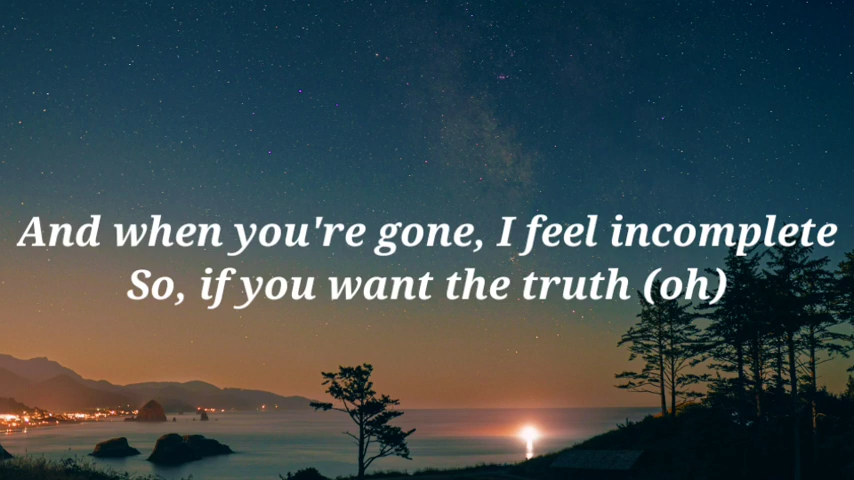 And when you're gone, I feel incomplete
So, if you want the truth (oh)